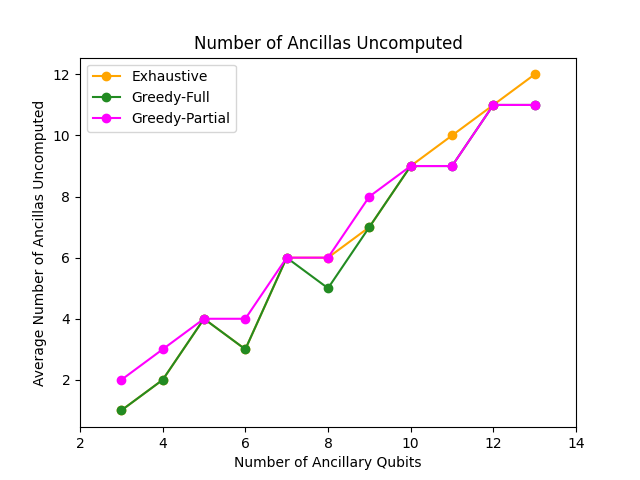 Number of Ancillas Uncomputed
Exhaustive
Greedy-Full
Greedy-Partial
Average Number of Ancillas Uncomputed
12
10
8
6
4
2
2 4 6 8 10 12 14
Number of Ancillary Qubits